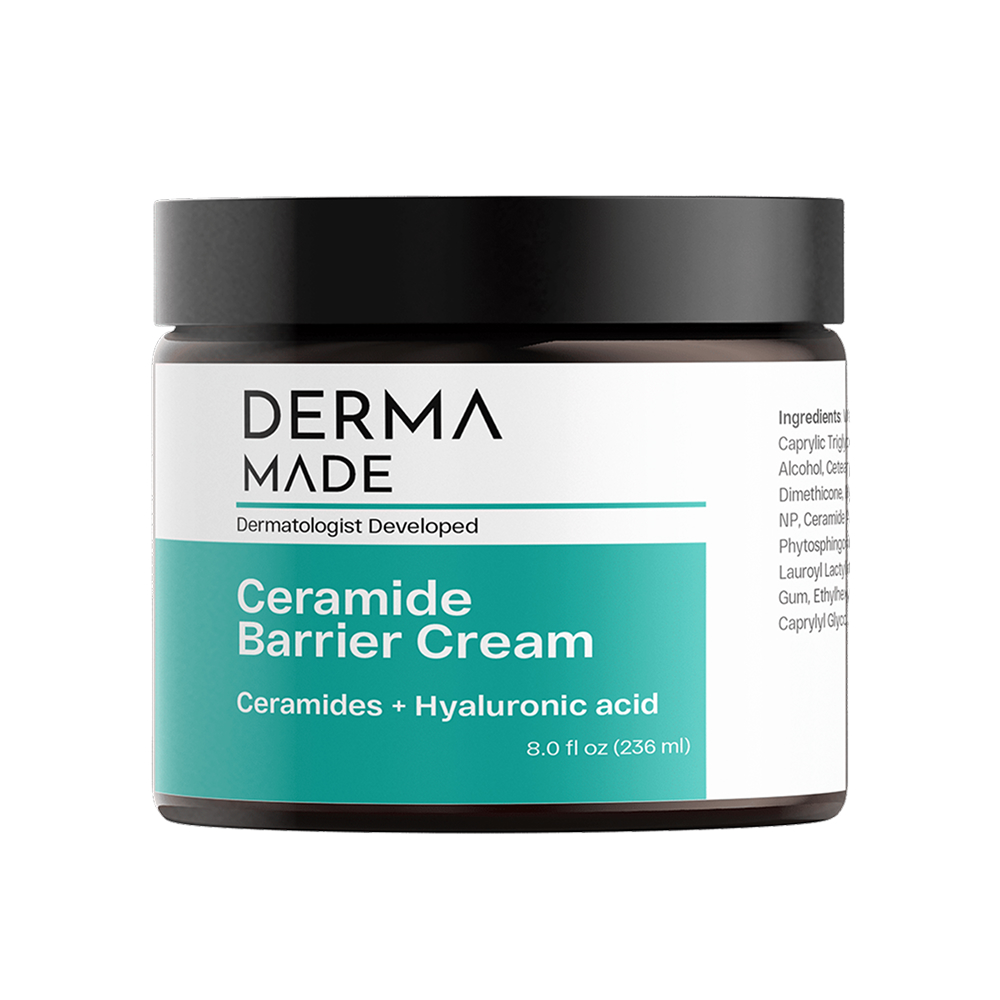 DERMA
MADE
Dermatologist Developed
Ceramide
Barrier Cream
Ceramides + Hyaluronic acid
8.0 fl oz (236 ml)
Ingredients
Caprylic
Alcohol,
Dimethicone,
NP, Ceramide
Lauroyl
Gum,
Caprylyl